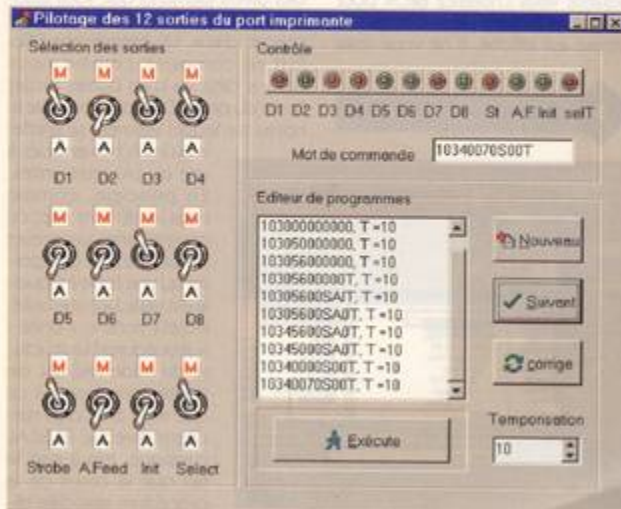 Pilotage des 12 sorties du port imprimante
Sélection des sorties
M M M M
A A A A
D1 D2 D3 D4
M M M M
A A A A
D5 D6 D7 D8
M M M M
A A A A
Strobe A.Feed Init Select
Contrôle
D1 D2 D3 D4 D5 D6 D7 D8 St A.F Init selT
Mot de commande 10340070S00T
Editeur de programmes
103000000000, T =10
103050000000, T =10
103056000000, T =10
10305600000T, T =10
10305600SAIT, T =10
10305600SA0T, T =10
10345600SA0T, T =10
10345000SA0T, T =10
10340000S00T, T =10
10340070S00T, T =10
Nouveau
Suivant
corrige
Exécute
Temporisation
10